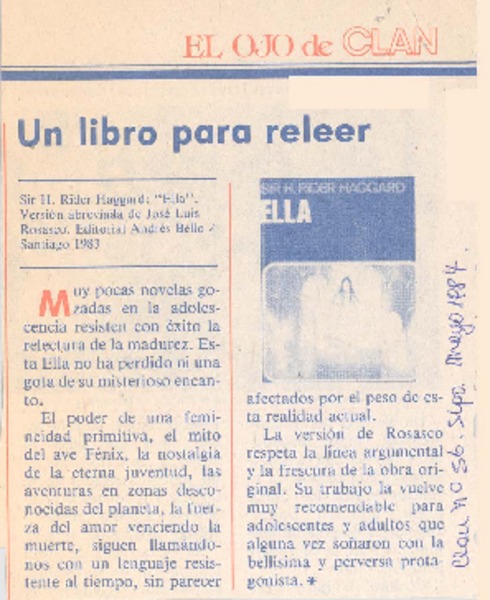 EL OJO de CLAN
Un libro para releer
Sir H. Rider Haggard: "Ella".
Versión abreviada de José Luis
Rosasco. Editorial Andrés Bello /
Santiago 1983
Muy pocas novelas go-
zadas en la adoles-
cencia resisten con éxito la
relectura de la madurez. Es-
ta Ella no ha perdido ni una
gota de su misterioso encan-
to.
El poder de una femi-
neidad primitiva, el mito
del ave Fénix, la nostalgia
de la eterna juventud, las
aventuras en zonas desco-
nocidas del planeta, la fuer-
za del amor venciendo la
muerte, siguen llamándo-
nos con un lenguaje resis-
tente al tiempo, sin parecer
SIR H. RIDER HAGGARD
ELLA
afectados por el peso de es-
ta realidad actual.
La versión de Rosasco
respeta la línea argumental
y la frescura de la obra ori-
ginal. Su trabajo la vuelve
muy recomendable para
adolescentes y adultos que
alguna vez soñaron con la
bellísima y perversa prota-
gonista. *
Clan Nº 56. Stgo. Mayo 1984.